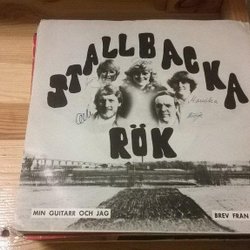 STALLBACKA
RÖK
MIN GUITARR OCH JAG
BREV FRÅN